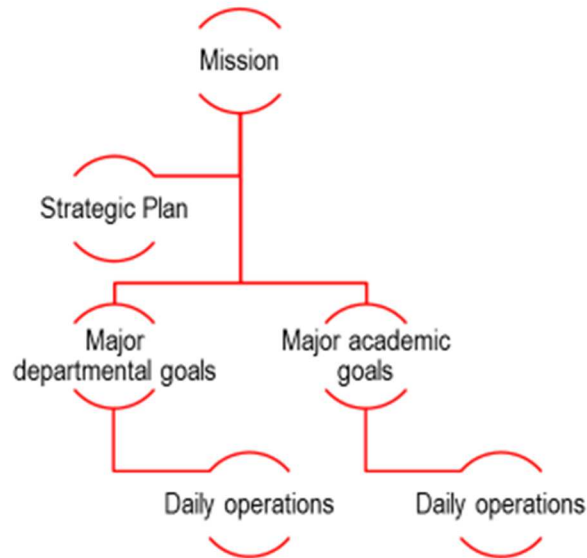 Mission
Strategic Plan
Major
departmental goals
Major academic
goals
Daily operations
Daily operations